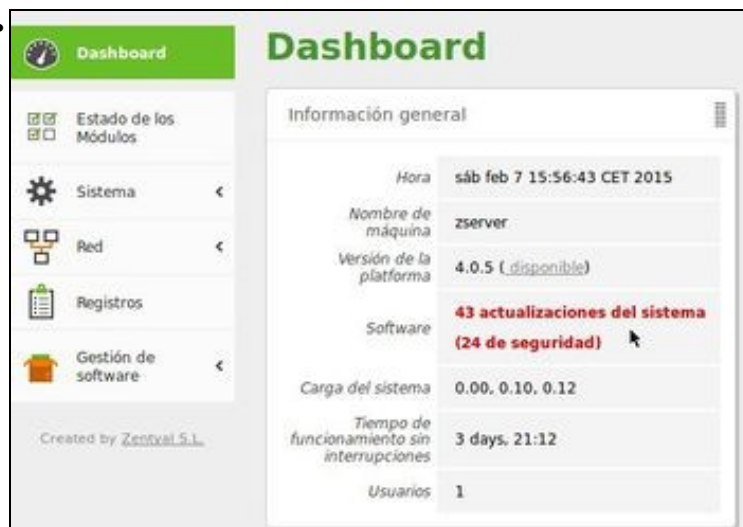 Dashboard
Dashboard
Estado de los
Módulos
Sistema
Red
Registros
Gestión de
software
Created by Zentyal S.L.
Información general
Hora sáb feb 7 15:56:43 CET 2015
Nombre de
máquina zserver
Versión de la
plataforma 4.0.5 ( disponible)
Software 43 actualizaciones del sistema
(24 de seguridad)
Carga del sistema 0.00, 0.10, 0.12
Tiempo de
funcionamiento sin
interrupciones 3 days, 21:12
Usuarios 1